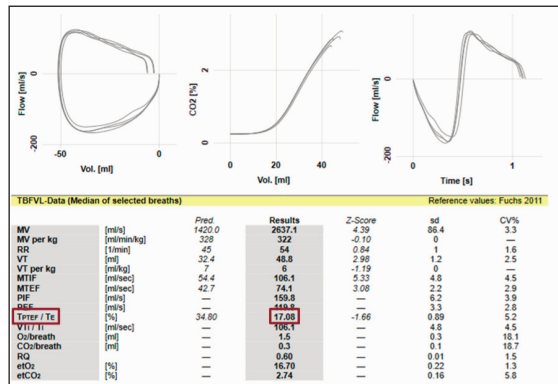 0
-200
Flow [ml/s]
-50
0
Vol. [ml]
2
0
CO2 [%]
0
20
40
Vol. [ml]
0
-200
Flow [ml/s]
0
1
Time [s]
TBFVL-Data (Median of selected breaths) Reference values: Fuchs 2011
Pred. Results Z-Score sd CV%
MV [ml/s] 1420.0 2637.1 4.39 86.4 3.3
MV per kg [ml/min/kg] 328 322 -0.10 0 —
RR [1/min] 45 54 0.84 1 1.6
VT [ml] 32.4 48.8 2.98 1.2 2.5
VT per kg [ml/kg] 7 6 -1.19 0 —
MTIF [ml/sec] 54.4 106.1 5.33 4.8 4.5
MTEF [ml/sec] 42.7 74.1 3.08 2.2 2.9
PIF — 159.8 — 6.2 3.9
PEF — — 3.3 2.8
TPTEF / TE [%] 34.80 17.08 -1.66 0.89 5.2
VTI / TI [ml/sec] — 106.1 — 4.8 4.5
O2/breath [ml] — 1.5 — 0.3 18.1
CO2/breath [ml] — 0.3 — 0.1 18.7
RQ — 0.60 — 0.01 1.5
etO2 [%] — 16.70 — 0.22 1.3
etCO2 [%] — 2.74 — 0.16 5.8